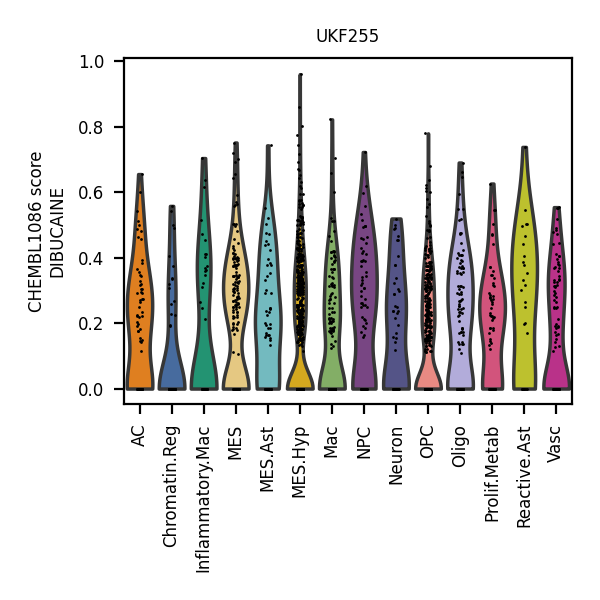 UKF255
CHEMBL1086 score
DIBUCAINE
1.0
0.8
0.6
0.4
0.2
0.0
AC
Chromatin.Reg
Inflammatory.Mac
MES
MES.Ast
MES.Hyp
Mac
NPC
Neuron
OPC
Oligo
Prolif.Metab
Reactive.Ast
Vasc